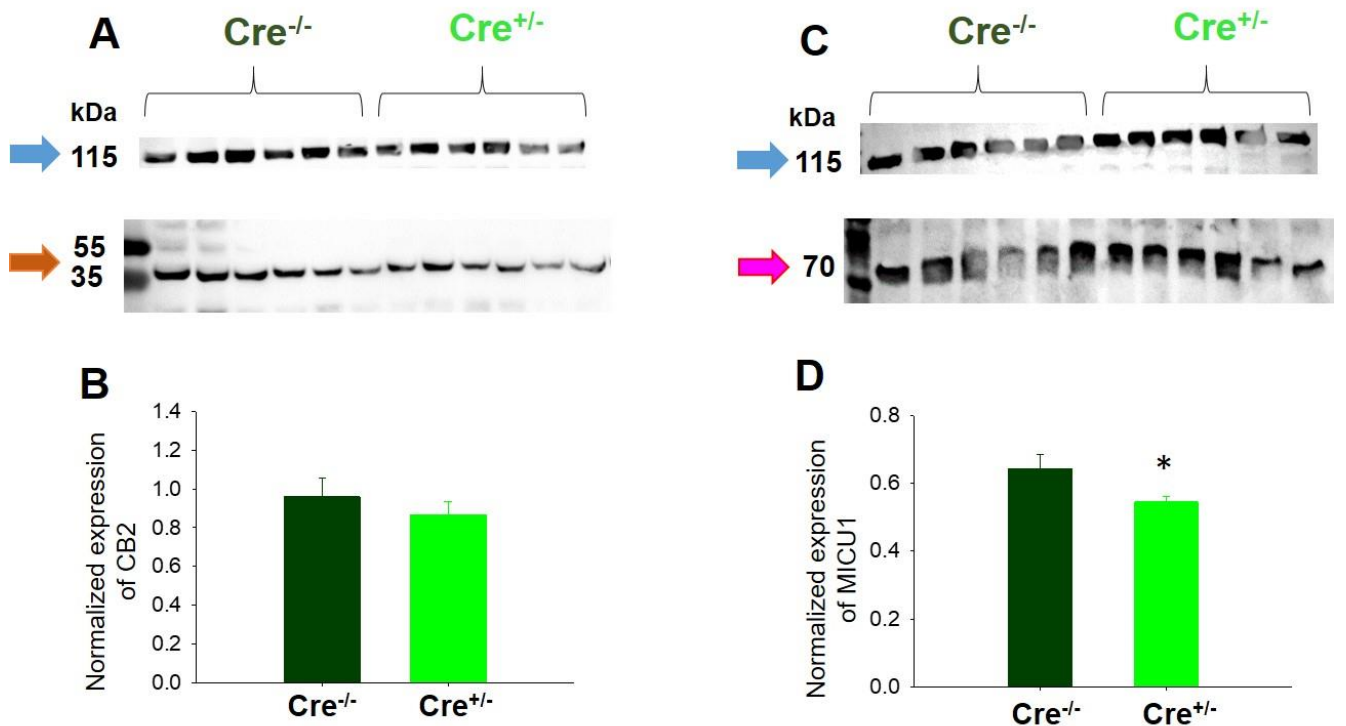 A
Cre-/-
Cre+/-
kDa
115
55
35
B
Normalized expression
of CB2
1.4
1.2
1.0
0.8
0.6
0.4
0.2
0.0
Cre-/-
Cre+/-
C
Cre-/-
Cre+/-
kDa
115
70
D
Normalized expression
of MICU1
0.8
0.6
0.4
0.2
0.0
*
Cre-/-
Cre+/-